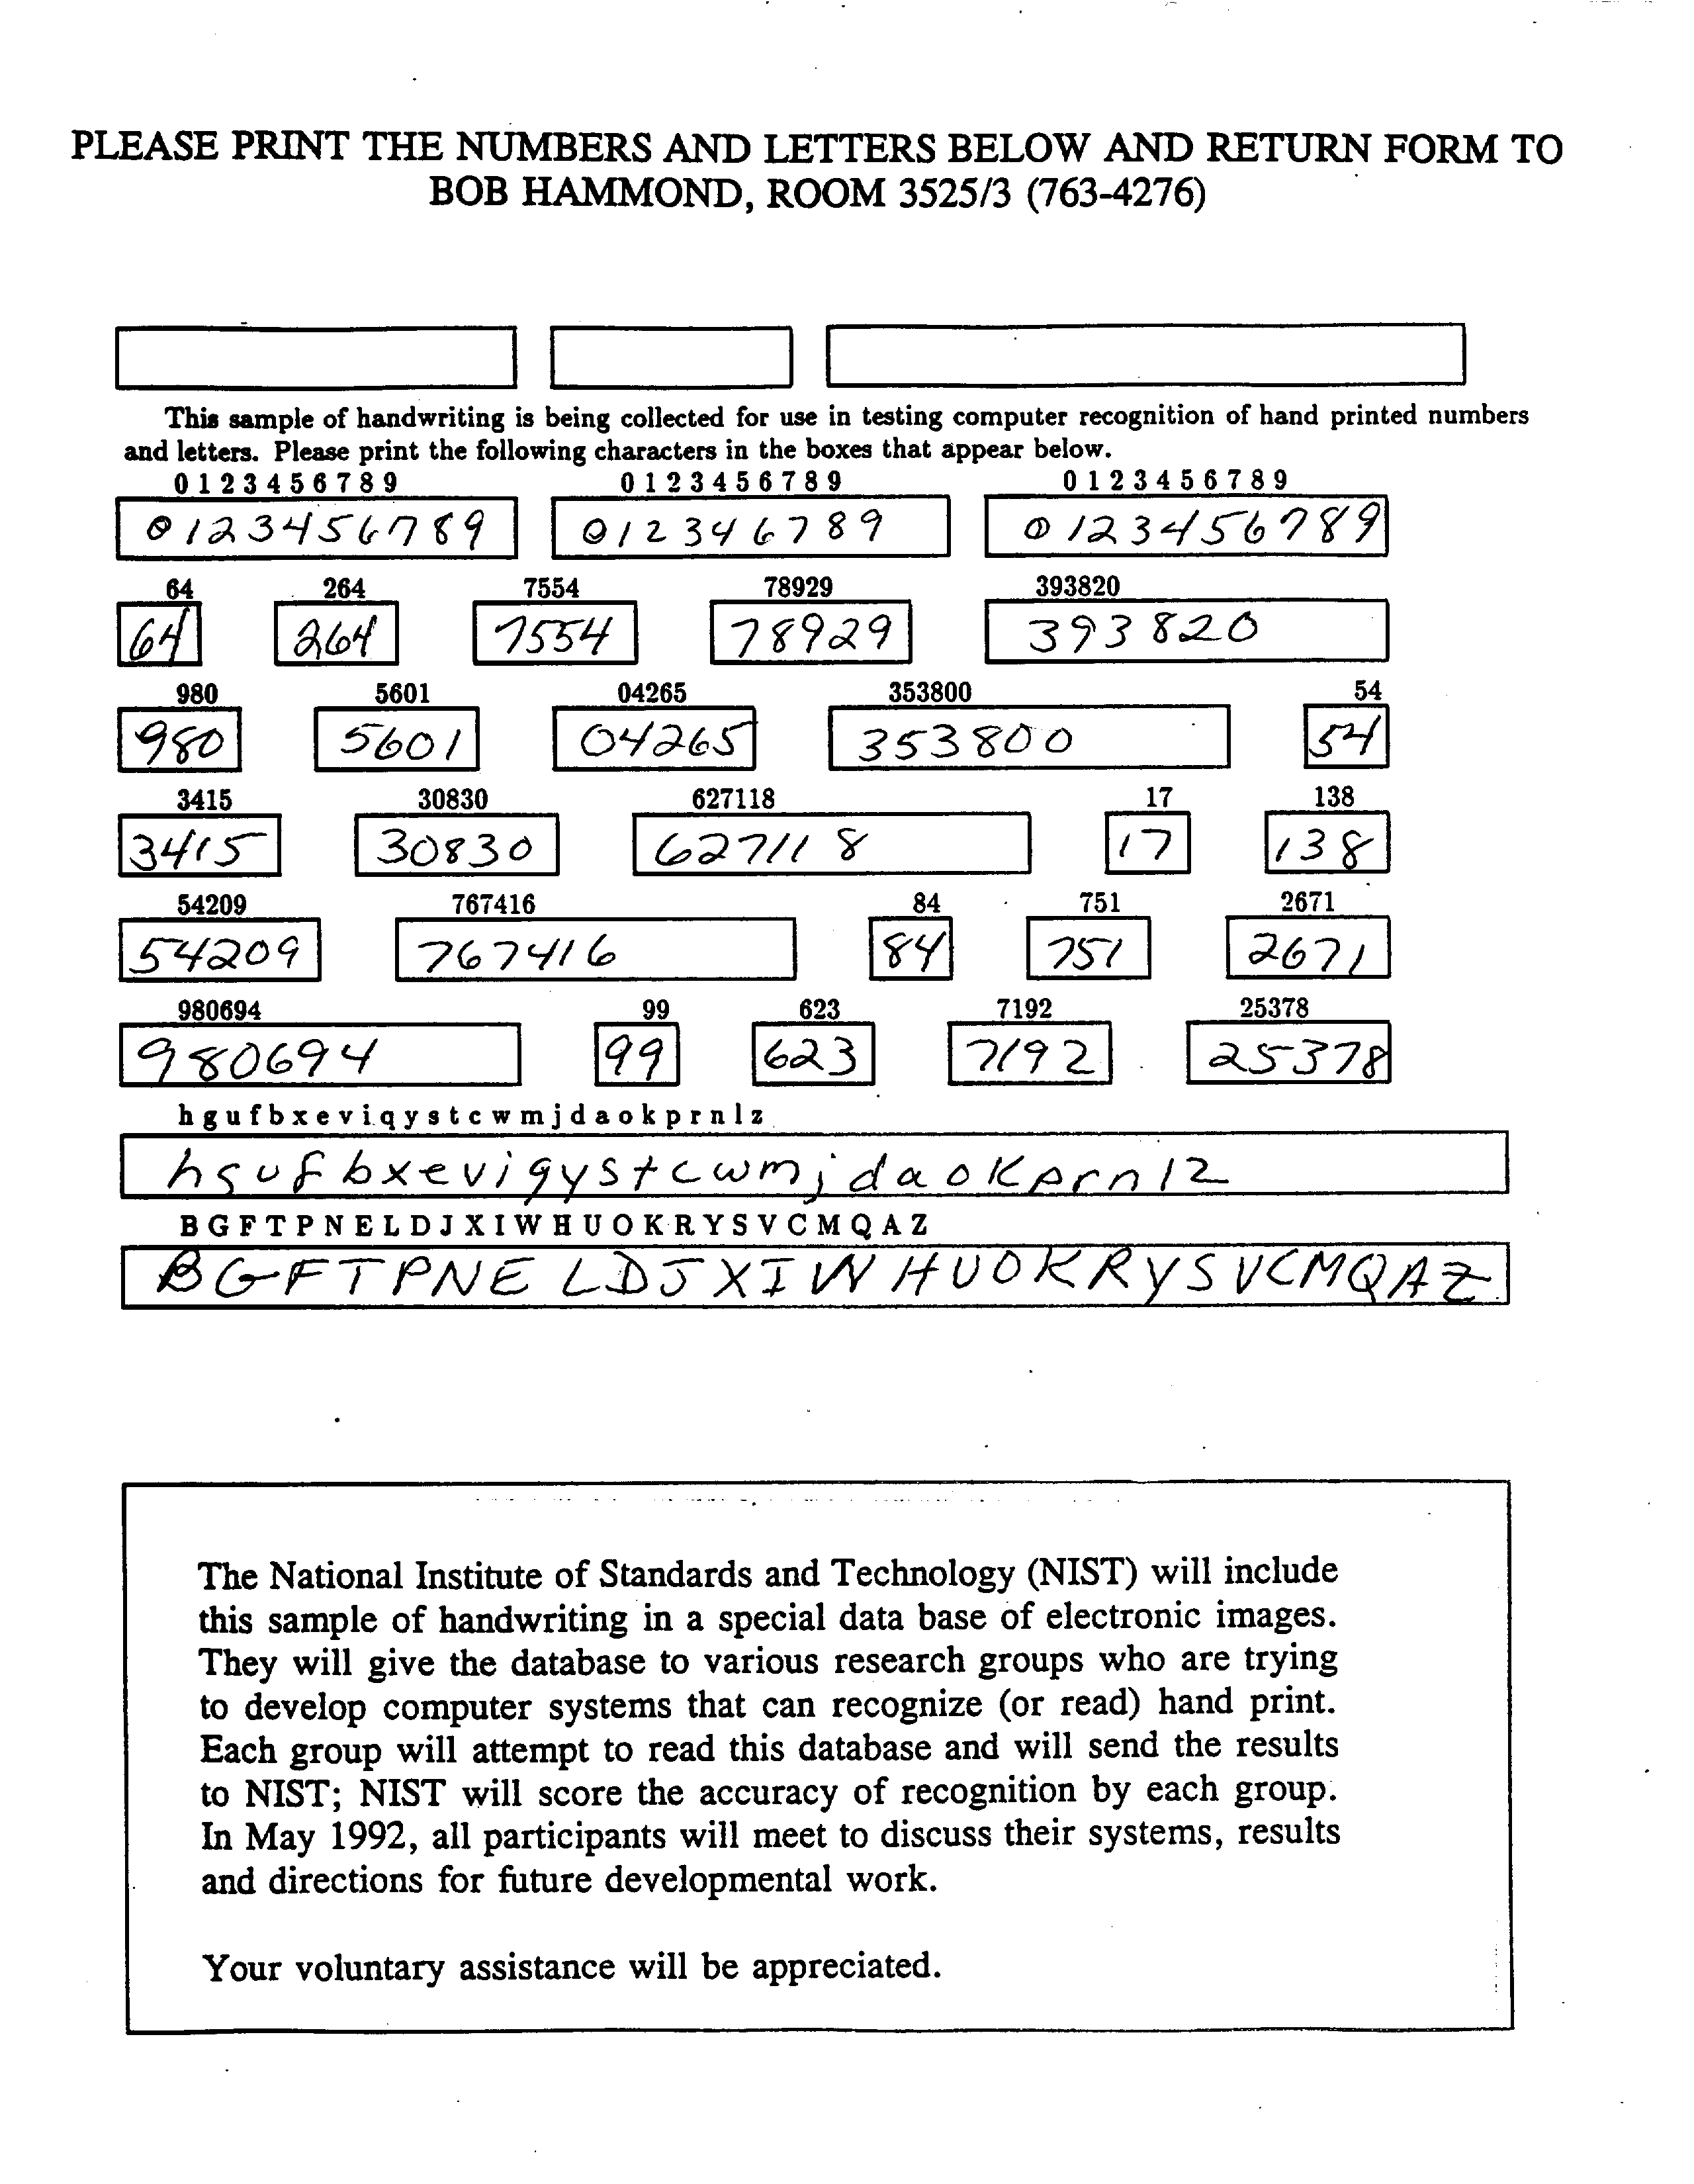 PLEASE PRINT THE NUMBERS AND LETTERS BELOW AND RETURN FORM TO
BOB HAMMOND, ROOM 3525/3 (763-4276)
This sample of handwriting is being collected for use in testing computer recognition of hand printed numbers
and letters. Please print the following characters in the boxes that appear below.
0 1 2 3 4 5 6 7 8 9 0 1 2 3 4 5 6 7 8 9 0 1 2 3 4 5 6 7 8 9
0123456789 012346789 0123456789
64 264 7554 78929 393820
64 264 7554 78929 393820
980 5601 04265 353800 54
980 5601 04265 353800 54
3415 30830 627118 17 138
3415 30830 627118 17 138
54209 767416 84 751 2671
54209 767416 84 751 2671
980694 99 623 7192 25378
980694 99 623 7192 25378
h g u f b x e v i q y s t c w m j d a o k p r n l z
h g u f b x e v i q y s t c w m j d a o k p r n l z
B G F T P N E L D J X I W H U O K R Y S V C M Q A Z
B G F T P N E L D J X I W H U O K R Y S V C M Q A Z
The National Institute of Standards and Technology (NIST) will include
this sample of handwriting in a special data base of electronic images.
They will give the database to various research groups who are trying
to develop computer systems that can recognize (or read) hand print.
Each group will attempt to read this database and will send the results
to NIST; NIST will score the accuracy of recognition by each group.
In May 1992, all participants will meet to discuss their systems, results
and directions for future developmental work.
Your voluntary assistance will be appreciated.